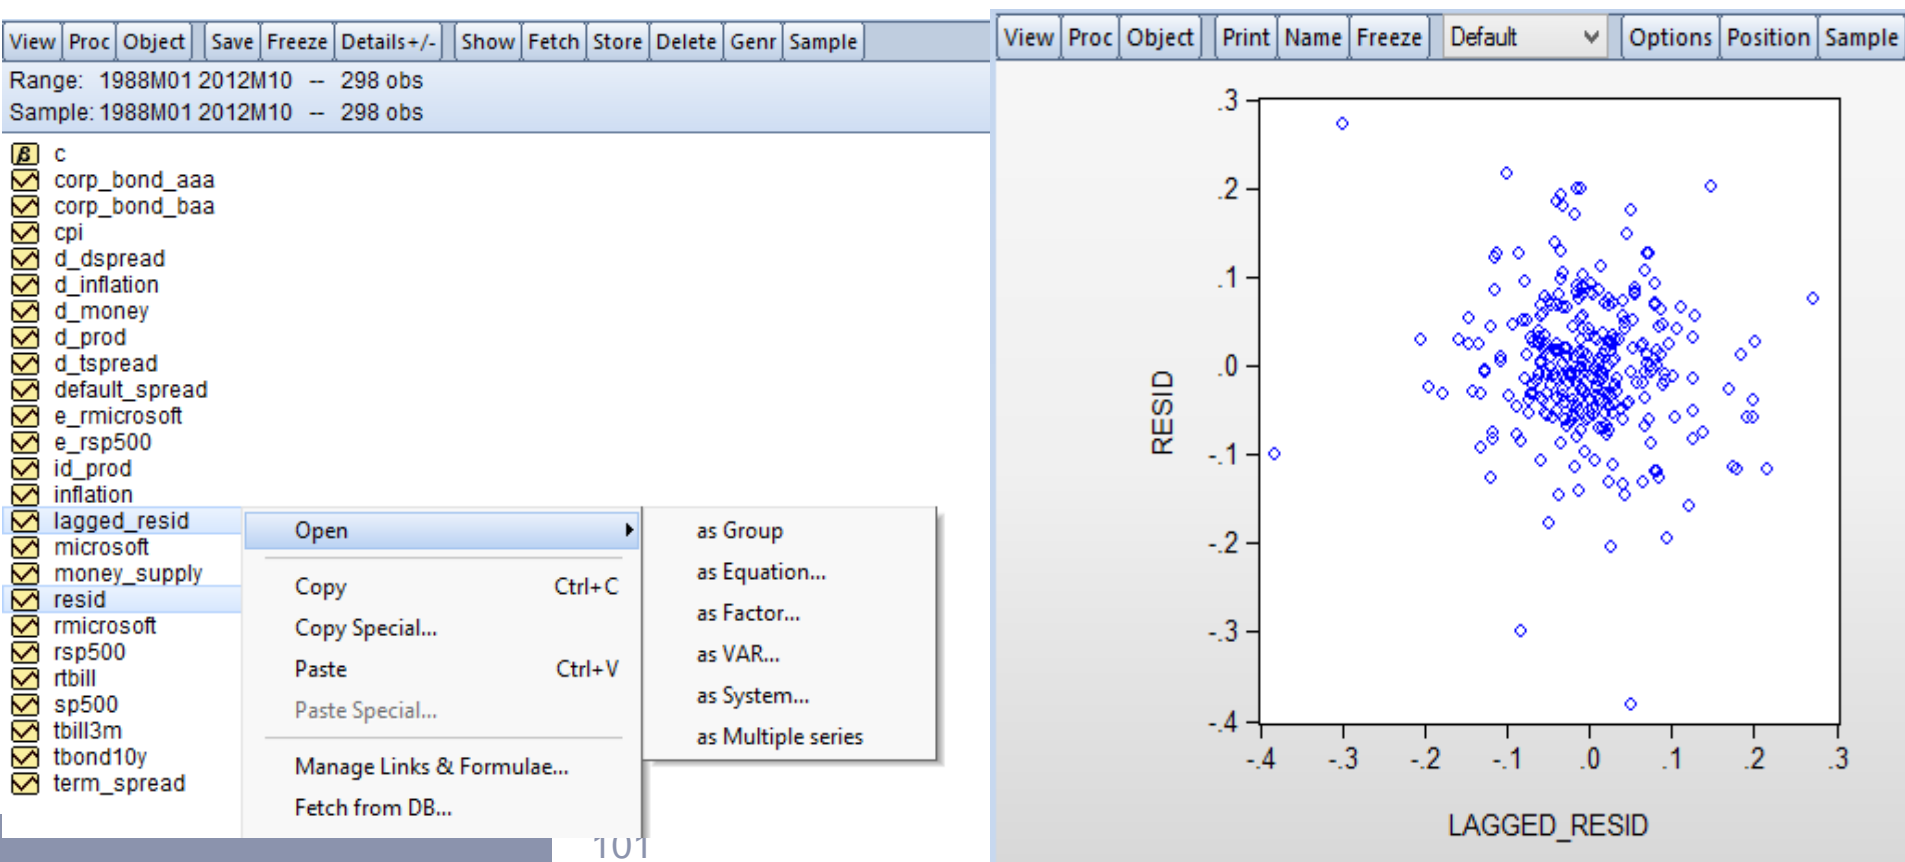 View Proc Object Save Freeze Details+/- Show Fetch Store Delete Genr Sample
Range: 1988M01 2012M10 -- 298 obs
Sample: 1988M01 2012M10 -- 298 obs
β c
corp_bond_aaa
corp_bond_baa
cpi
d_dspread
d_inflation
d_money
d_prod
d_tspread
default_spread
e_rmicrosoft
e_rsp500
id_prod
inflation
lagged_resid
microsoft
money_supply
resid
rmicrosoft
rsp500
rtbill
sp500
tbill3m
tbond10y
term_spread
Open
Copy Ctrl+C
Copy Special...
Paste Ctrl+V
Paste Special...
Manage Links & Formulae...
Fetch from DB...
as Group
as Equation...
as Factor...
as VAR...
as System...
as Multiple series
101
View Proc Object Print Name Freeze Default Options Position Sample
.3
.2
.1
.0
-.1
-.2
-.3
-.4
RESID
-.4 -.3 -.2 -.1 .0 .1 .2 .3
LAGGED_RESID